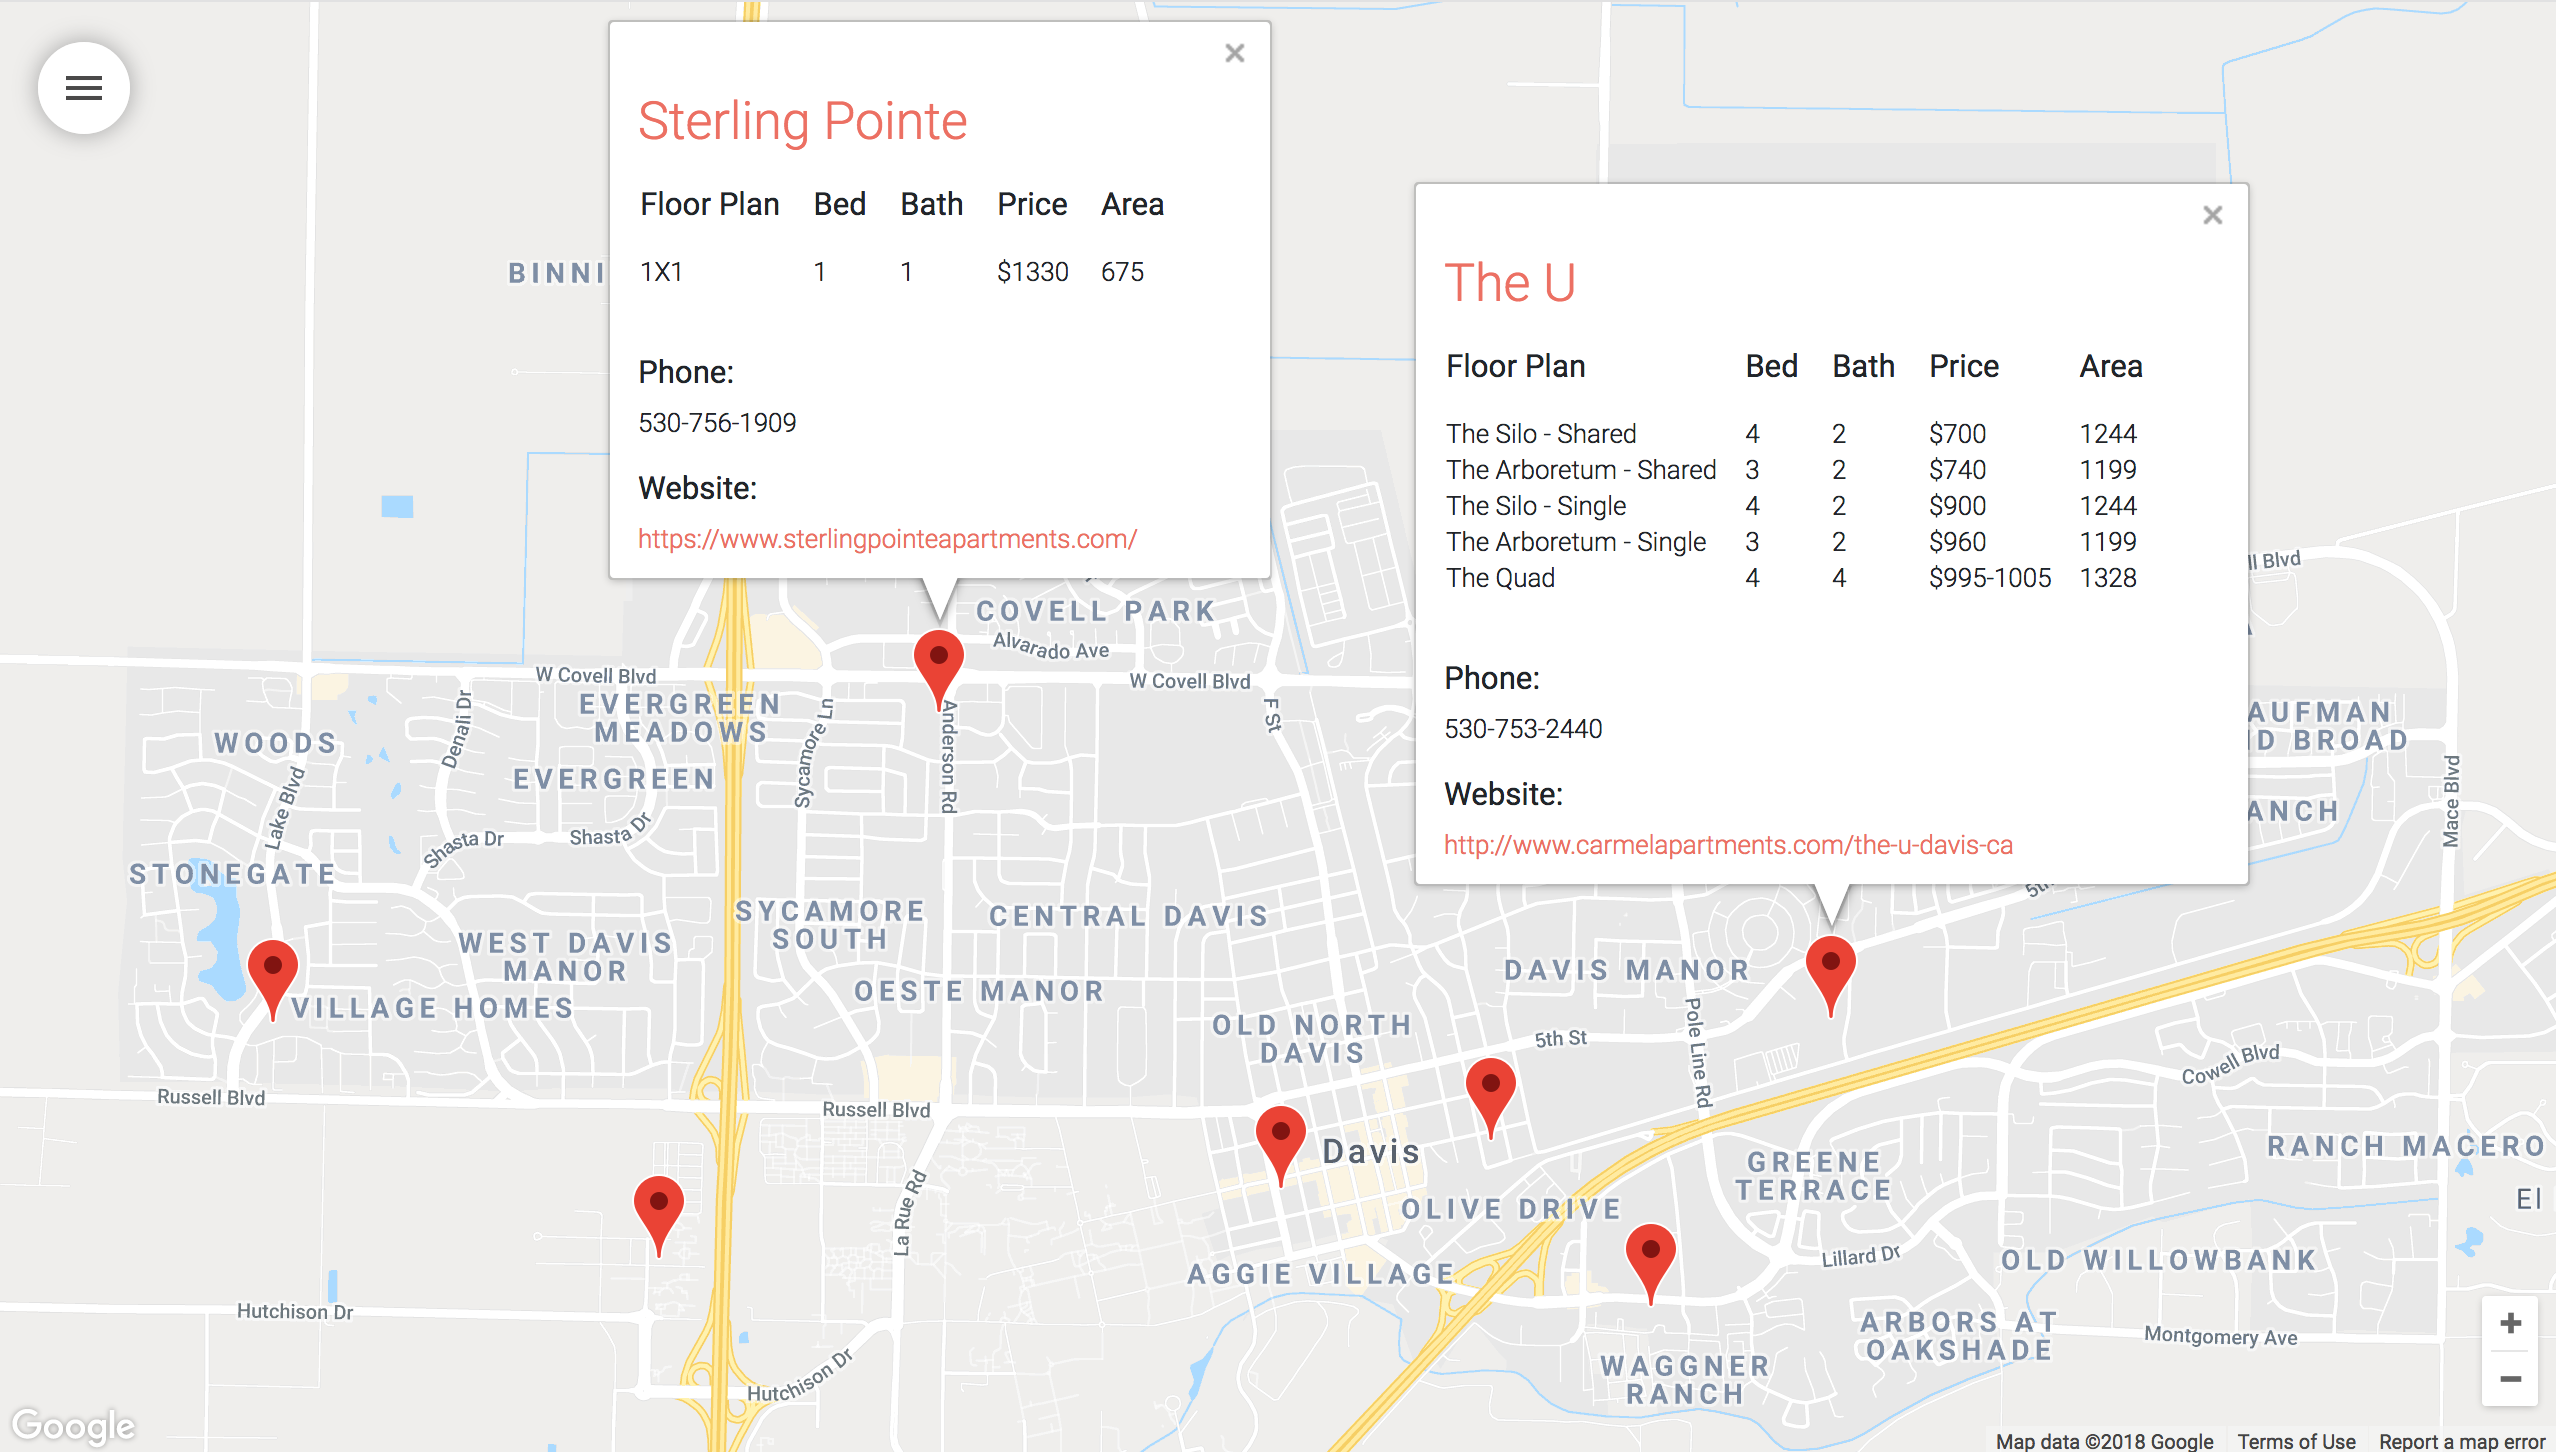 Sterling Pointe
Floor Plan Bed Bath Price Area
1X1 1 1 $1330 675
Phone:
530-756-1909
Website:
https://www.sterlingpointeapartments.com/
The U
Floor Plan Bed Bath Price Area
The Silo - Shared 4 2 $700 1244
The Arboretum - Shared 3 2 $740 1199
The Silo - Single 4 2 $900 1244
The Arboretum - Single 3 2 $960 1199
The Quad 4 4 $995-1005 1328
Phone:
530-753-2440
Website:
http://www.carmelapartments.com/the-u-davis-ca
BINNI
ll Blvd
COVELL PARK
Alvarado Ave
W Covell Blvd
W Covell Blvd
EVERGREEN
MEADOWS
Denali Dr
Sycamore Ln
Anderson Rd
F St
AUFMAN
ID BROAD
WOODS
EVERGREEN
Lake Blvd
Shasta Dr
Shasta Dr
ANCH
Mace Blvd
STONEGATE
5th
SYCAMORE
SOUTH
CENTRAL DAVIS
WEST DAVIS
MANOR
DAVIS MANOR
OESTE MANOR
VILLAGE HOMES
OLD NORTH
DAVIS
5th St
Pole Line Rd
Cowell Blvd
Russell Blvd
Russell Blvd
Davis
RANCH MACERO
GREENE
TERRACE
El
La Rue Rd
OLIVE DRIVE
Lillard Dr
OLD WILLOWBANK
AGGIE VILLAGE
Hutchison Dr
ARBORS AT
OAKSHADE
Montgomery Ave
Hutchison Dr
WAGGNER
RANCH
Google
Map data ©2018 Google Terms of Use Report a map error